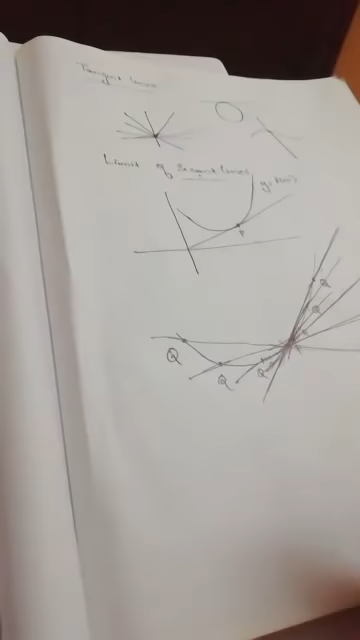 Tangent lines
Limit of Secant lines
y = f(x)
P
Q
Q
Q
Q
Q